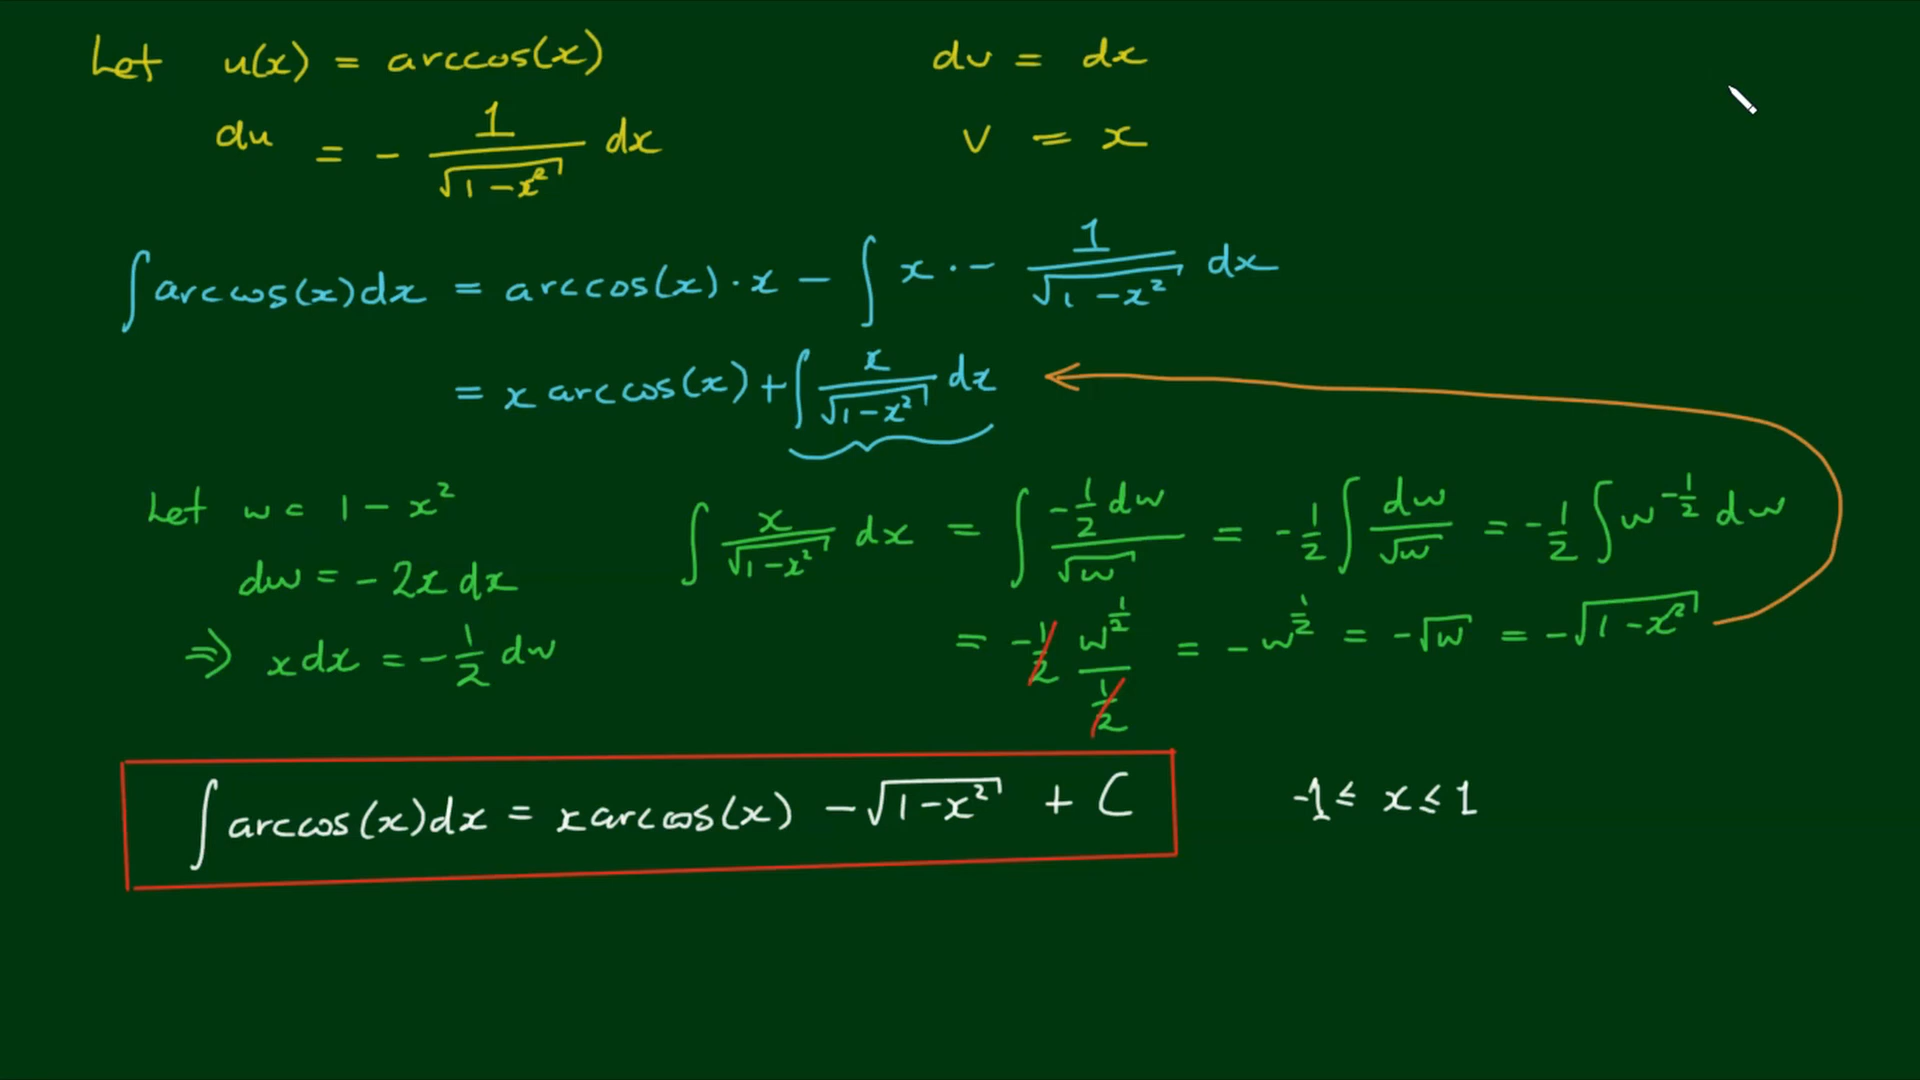 Let u(x) = arccos(x) dv = dx
du = - 1/√(1-x²) dx v = x
∫arccos(x)dx = arccos(x)·x - ∫ x·- 1/√(1-x²) dx
= x arccos(x) + ∫ x/√(1-x²) dx
Let w = 1 - x² ∫ x/√(1-x²) dx = ∫ (-1/2 dw)/√w = -1/2 ∫ dw/√w = -1/2 ∫ w^(-1/2) dw
dw = -2x dx
⇒ x dx = -1/2 dw = -1/2 w^(1/2)/(1/2) = -w^(1/2) = -√w = -√(1-x²)
∫ arccos(x)dx = x arccos(x) - √(1-x²) + C -1 ≤ x ≤ 1